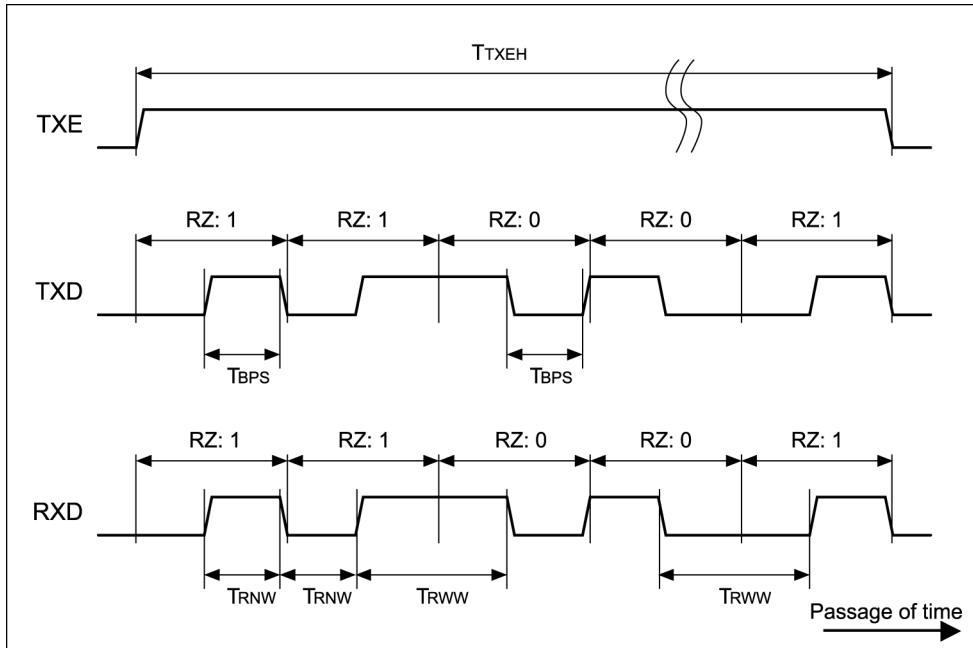 TTXEH
TXE
RZ: 1 RZ: 1 RZ: 0 RZ: 0 RZ: 1
TXD
TBPS TBPS
RZ: 1 RZ: 1 RZ: 0 RZ: 0 RZ: 1
RXD
TRNW TRNW TRWW TRWW
Passage of time